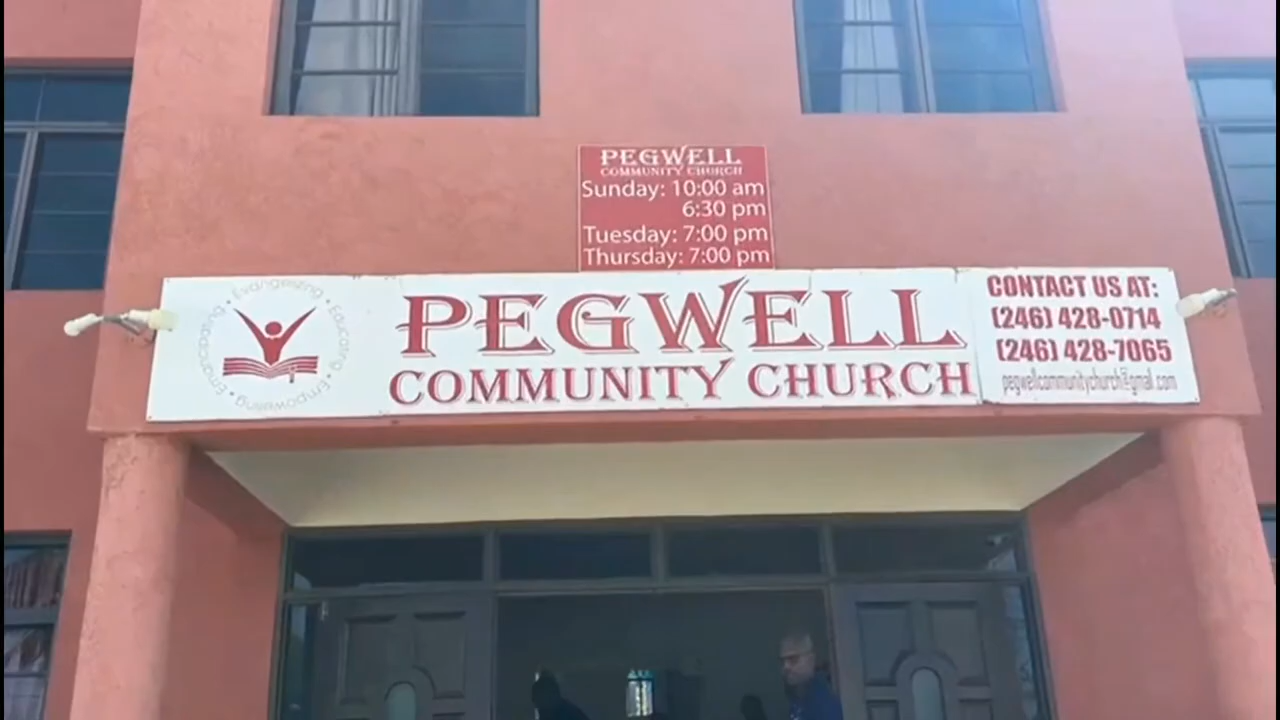 PEGWELL
COMMUNITY CHURCH
Sunday: 10:00 am
6:30 pm
Tuesday: 7:00 pm
Thursday: 7:00 pm
Evangelizing • Educating • Empowering • Emancipating •
PEGWELL
COMMUNITY CHURCH
CONTACT US AT:
(246) 428-0714
(246) 428-7065
pegwellcommunitychurch@gmail.com